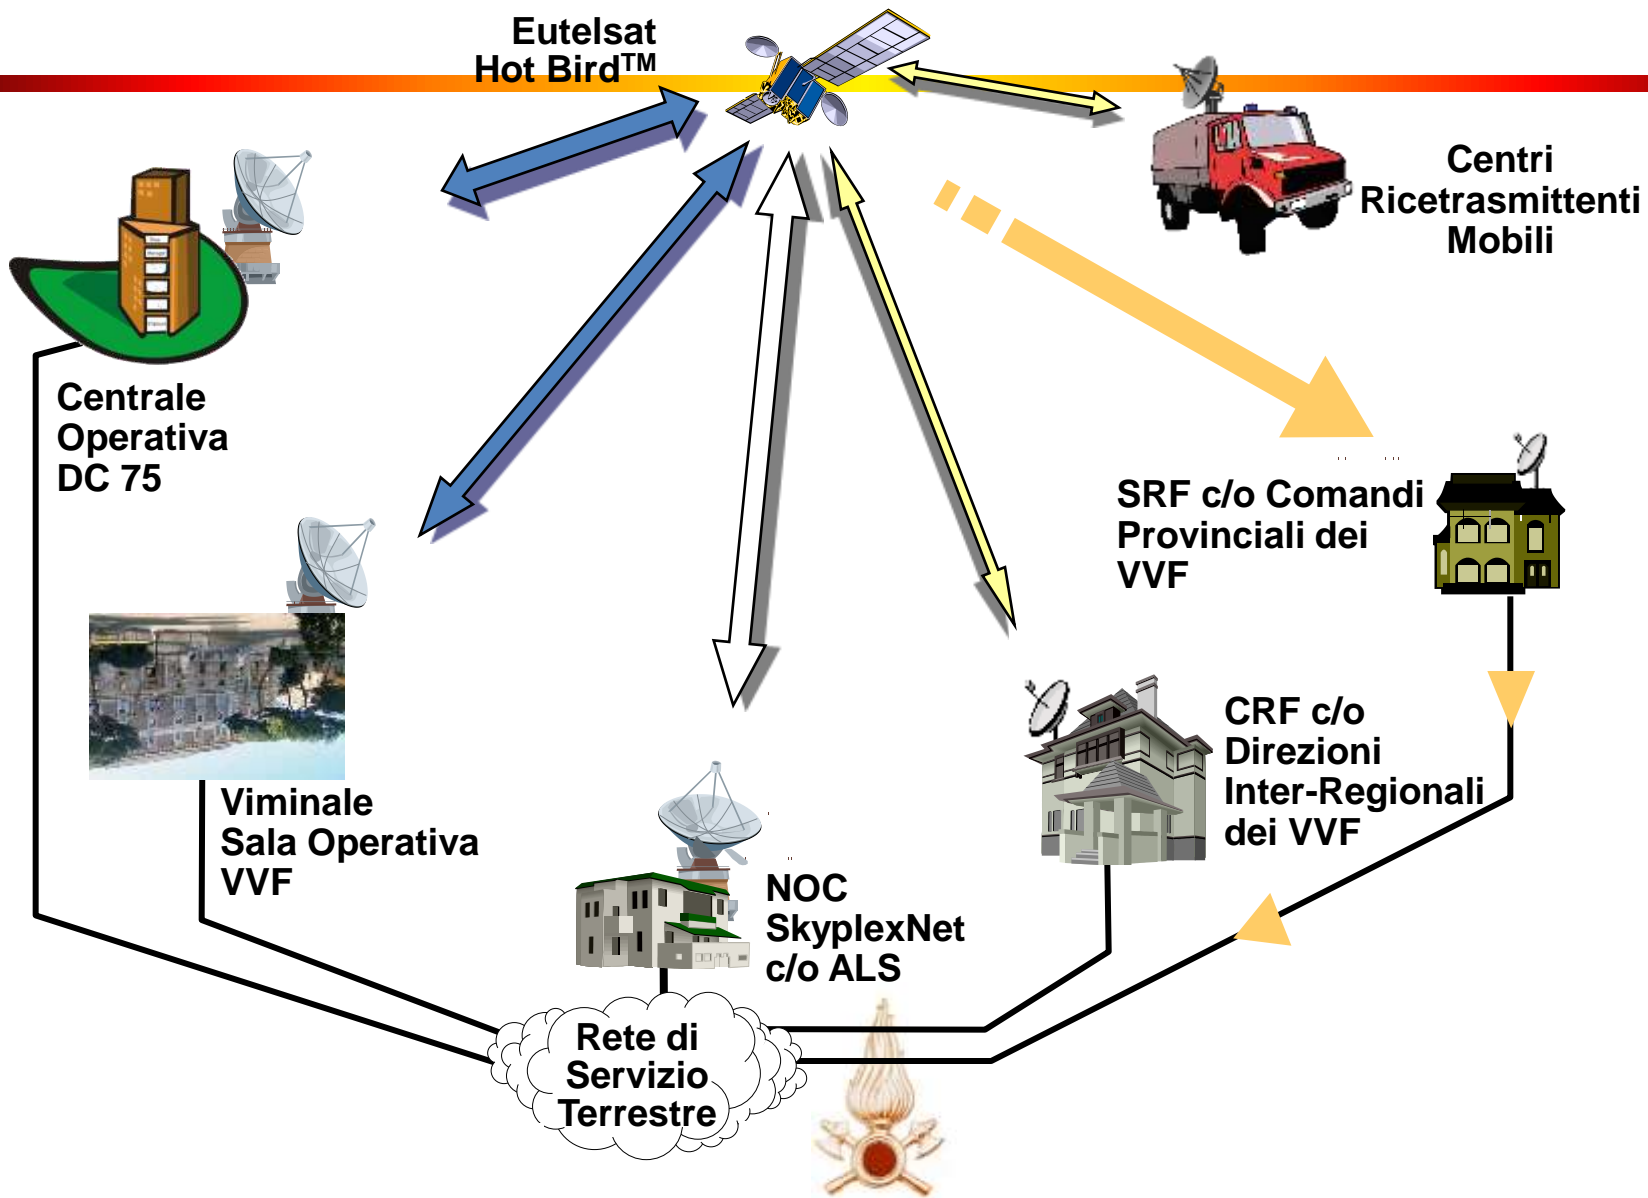 Eutelsat
Hot Bird™
Centri
Ricetrasmittenti
Mobili
Centrale
Operativa
DC 75
SRF c/o Comandi
Provinciali dei
VVF
CRF c/o
Direzioni
Inter-Regionali
dei VVF
Viminale
Sala Operativa
VVF
NOC
SkyplexNet
c/o ALS
Rete di
Servizio
Terrestre